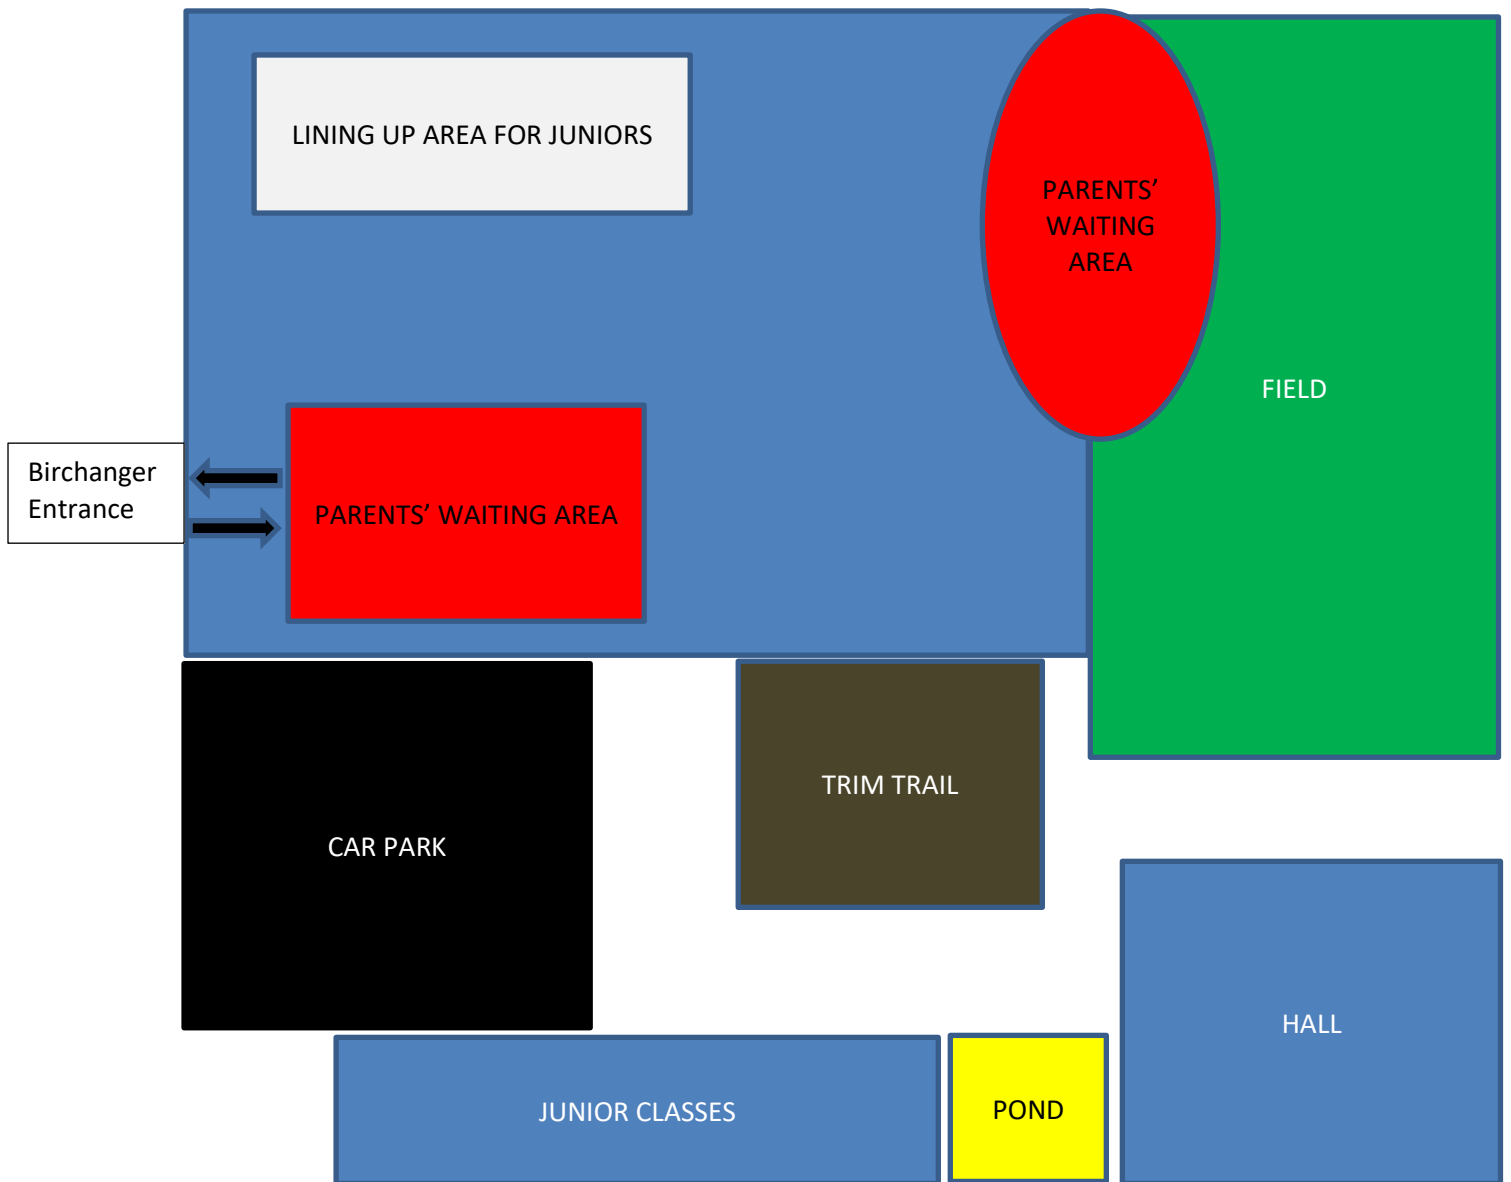 LINING UP AREA FOR JUNIORS
PARENTS’
WAITING
AREA
FIELD
Birchanger
Entrance
PARENTS’ WAITING AREA
TRIM TRAIL
CAR PARK
HALL
JUNIOR CLASSES
POND